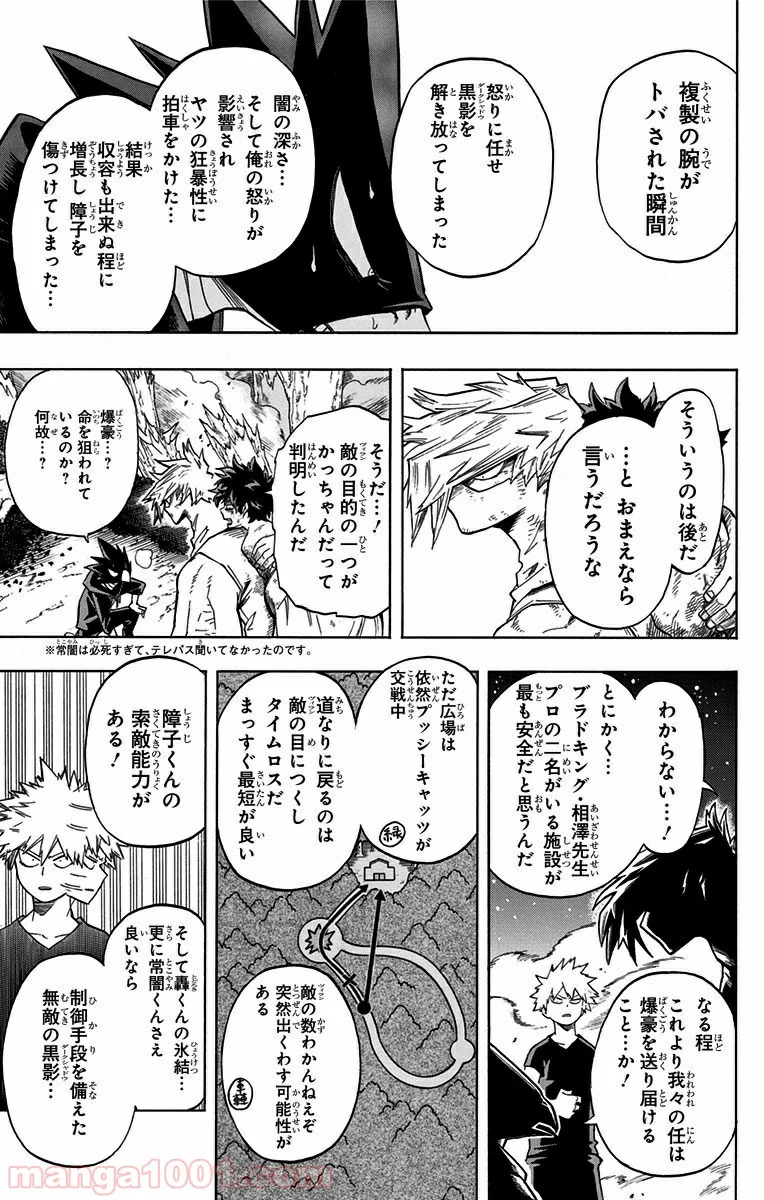 複製の腕が
トバされた瞬間
怒りに任せ
黒影を
解き放ってしまった
闇の深さ…
そして俺の怒りが
影響され
ヤツの狂暴性に
拍車をかけた…
結果
収容も出来ぬ程に
増長し 障子を
傷つけてしまった…
そういうのは後だ
…と おまえなら
言うだろうな
そうだ…！
敵の目的の一つが
かっちゃんだって
判明したんだ
爆豪…？
命を狙われて
いるのか？
何故…？
※常闇は必死すぎて、テレパス聞いてなかったのです。
わからない…！
とにかく…
ブラドキング・相澤先生
プロの二名がいる施設が
最も安全だと思うんだ
なる程
これより我々の任は
爆豪を送り届ける
こと…か！
ただ広場は
依然プッシーキャッツが
交戦中
道なりに戻るのは
敵の目につくし
タイムロスだ
まっすぐ最短が良い
緑
敵の数わかんねえぞ
突然出くわす可能性が
ある
障子くんの
索敵能力が
ある！
そして轟くんの氷結…
更に常闇くんさえ
良いなら
制御手段を備えた
無敵の黒影…
manga1001.com